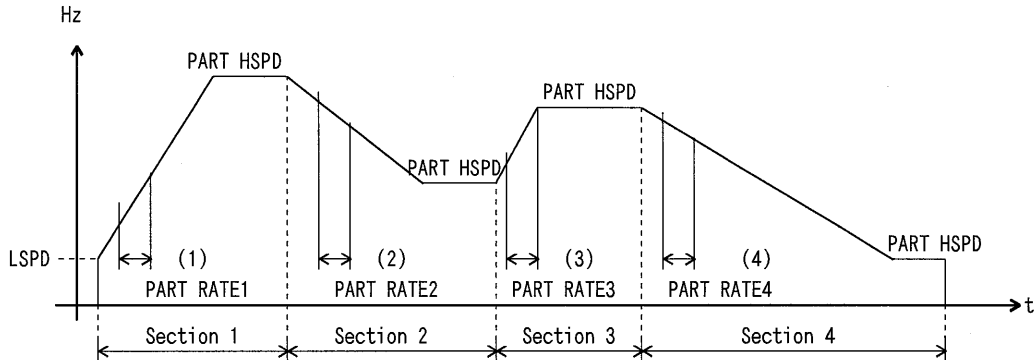 Hz
PART HSPD
PART HSPD
PART HSPD
PART HSPD
LSPD
(1) (2) (3) (4)
PART RATE1 PART RATE2 PART RATE3 PART RATE4
t
Section 1 Section 2 Section 3 Section 4